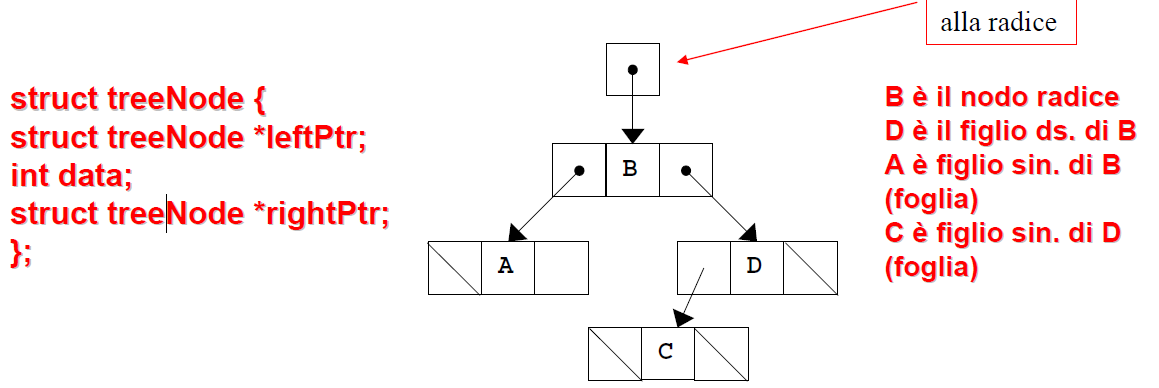 alla radice
struct treeNode {
struct treeNode *leftPtr;
int data;
struct treeNode *rightPtr;
};
B
A
D
C
B è il nodo radice
D è il figlio ds. di B
A è figlio sin. di B
(foglia)
C è figlio sin. di D
(foglia)